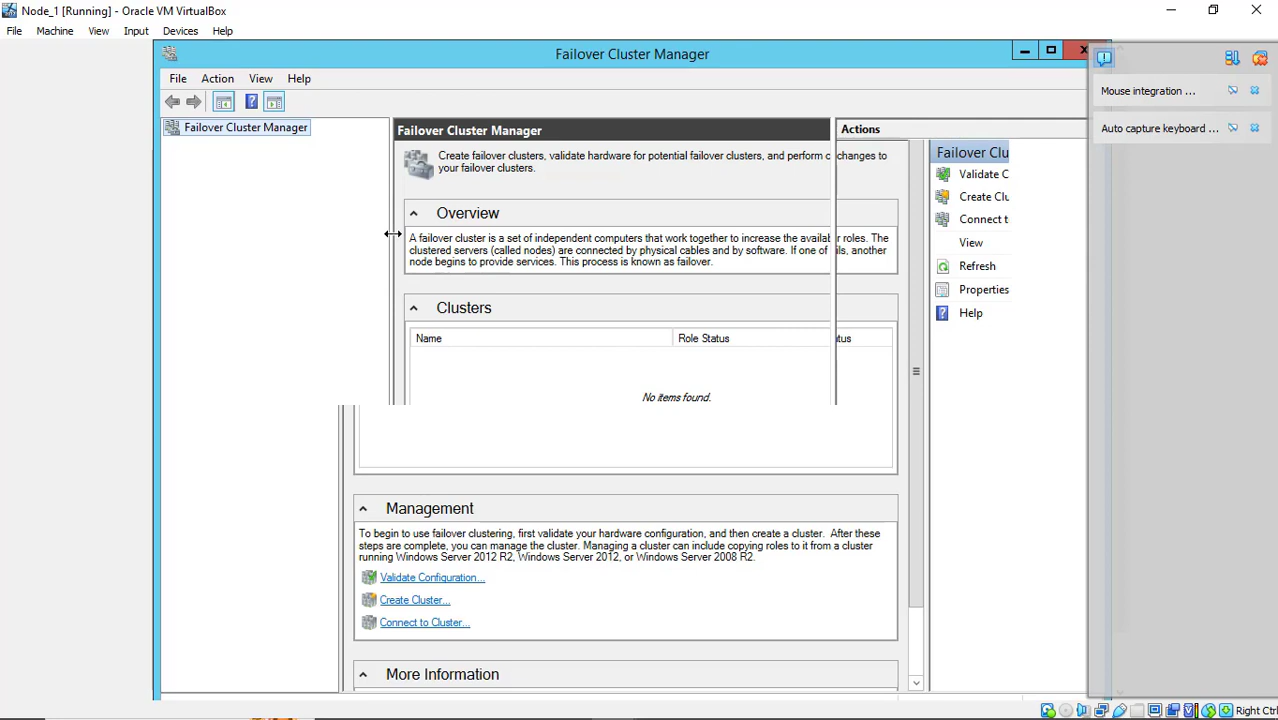 Node_1 [Running] - Oracle VM VirtualBox
File Machine View Input Devices Help
Failover Cluster Manager
File Action View Help
Failover Cluster Manager
Failover Cluster Manager
Create failover clusters, validate hardware for potential failover clusters, and perform c changes to
your failover clusters.
Overview
A failover cluster is a set of independent computers that work together to increase the availab r roles. The
clustered servers (called nodes) are connected by physical cables and by software. If one of ils, another
node begins to provide services. This process is known as failover.
Clusters
Name Role Status tus
No items found.
Management
To begin to use failover clustering, first validate your hardware configuration, and then create a cluster. After these
steps are complete, you can manage the cluster. Managing a cluster can include copying roles to it from a cluster
running Windows Server 2012 R2, Windows Server 2012, or Windows Server 2008 R2.
Validate Configuration...
Create Cluster...
Connect to Cluster...
More Information
Actions
Failover Clu
Validate C
Create Clu
Connect t
View
Refresh
Properties
Help
Mouse integration ...
Auto capture keyboard ...
Right Ctrl